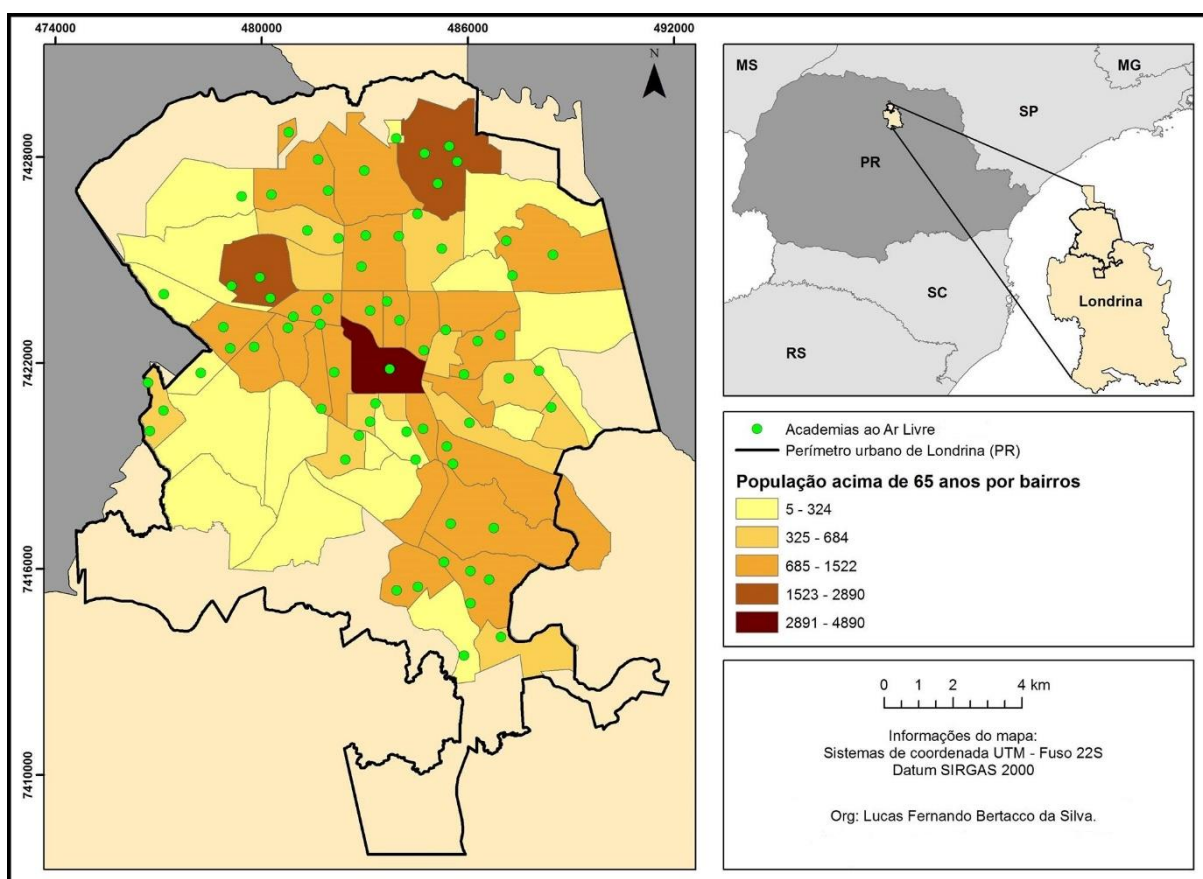 474000
480000
486000
492000
N
7428000
7422000
7416000
7410000
MS
MG
SP
PR
SC
RS
Londrina
Academias ao Ar Livre
Perímetro urbano de Londrina (PR)
População acima de 65 anos por bairros
5 - 324
325 - 684
685 - 1522
1523 - 2890
2891 - 4890
0 1 2 4 km
Informações do mapa:
Sistemas de coordenada UTM - Fuso 22S
Datum SIRGAS 2000
Org: Lucas Fernando Bertacco da Silva.